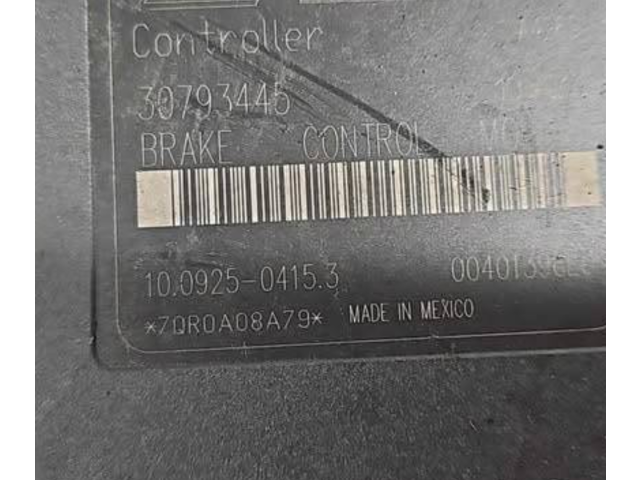 Controller
30793445
BRAKE CONTROL
10.0925-0415.3
*7QR0A08A79* MADE IN MEXICO